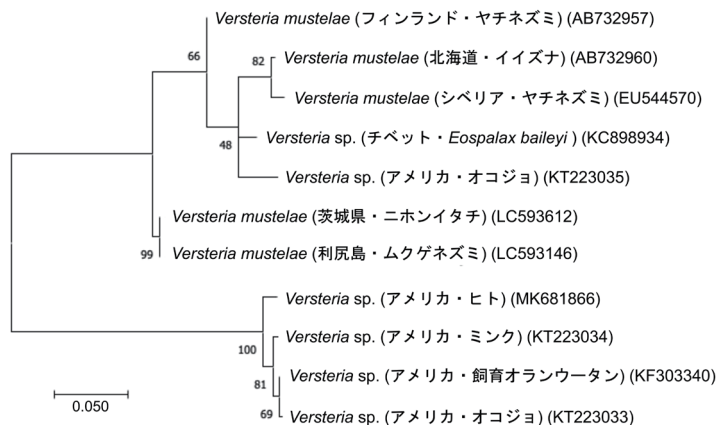 Versteria mustelae (フィンランド・ヤチネズミ) (AB732957)
66
82
Versteria mustelae (北海道・イイズナ) (AB732960)
Versteria mustelae (シベリア・ヤチネズミ) (EU544570)
Versteria sp. (チベット・Eospalax baileyi ) (KC898934)
48
Versteria sp. (アメリカ・オコジョ) (KT223035)
Versteria mustelae (茨城県・ニホンイタチ) (LC593612)
99
Versteria mustelae (利尻島・ムクゲネズミ) (LC593146)
Versteria sp. (アメリカ・ヒト) (MK681866)
Versteria sp. (アメリカ・ミンク) (KT223034)
100
Versteria sp. (アメリカ・飼育オランウータン) (KF303340)
81
0.050
69
Versteria sp. (アメリカ・オコジョ) (KT223033)